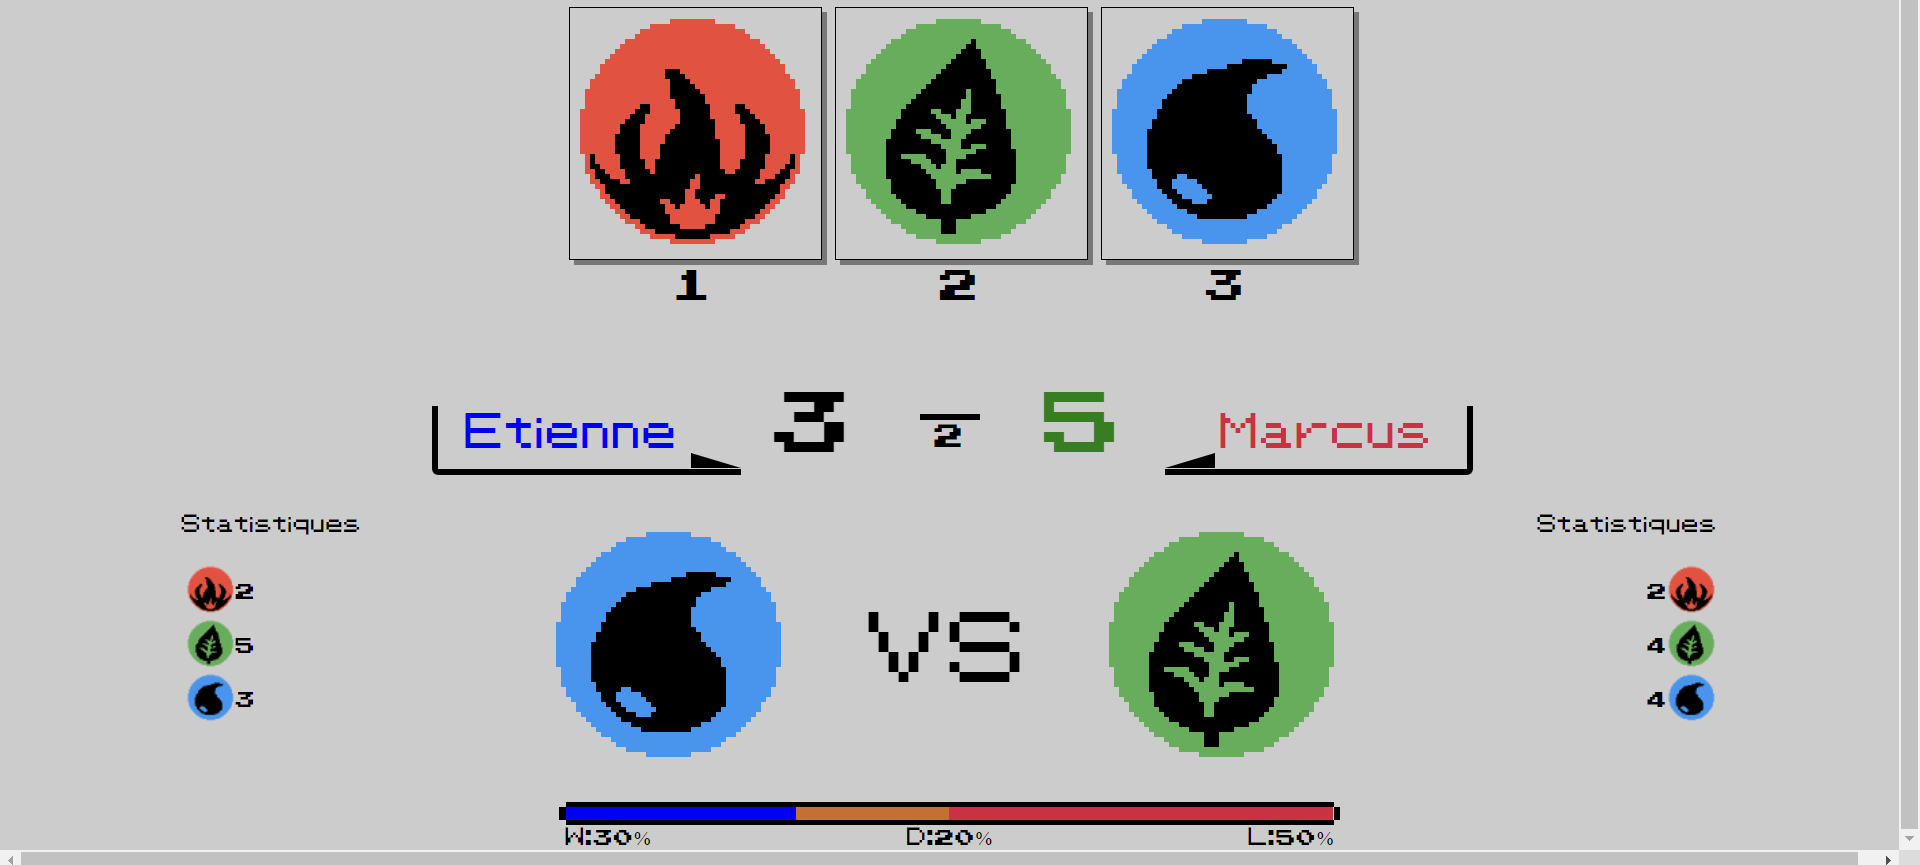 1 2 3
Etienne 3 2 5 Marcus
Statistiques Statistiques
2 VS 2
5 4
3 4
W:30% D:20% L:50%